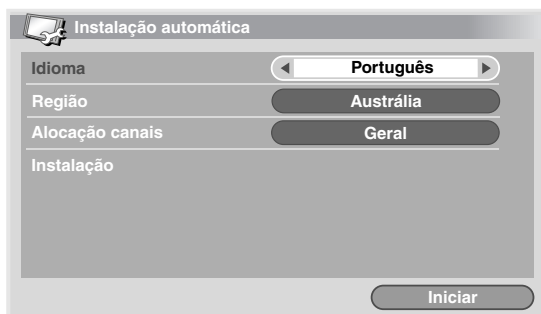 Instalação automática
Idioma Português
Região Austrália
Alocação canais Geral
Instalação
Iniciar